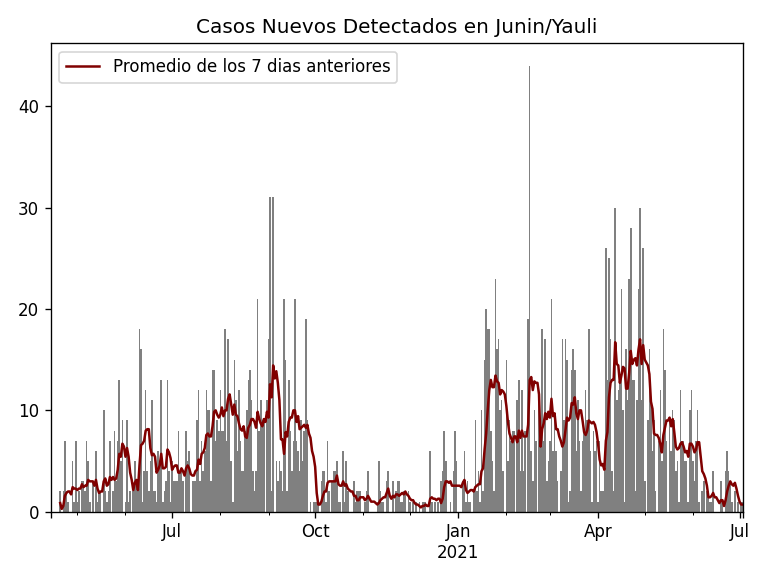 Casos Nuevos Detectados en Junin/Yauli
Promedio de los 7 dias anteriores
40
30
20
10
0
Jul
Oct
Jan
2021
Apr
Jul